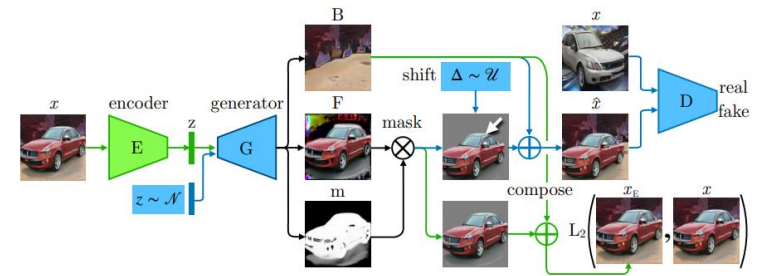 x
encoder
E
z
z ~ 𝒩
generator
G
B
F
m
mask
shift
Δ ~ 𝒰
compose
x
x̂
D
real
fake
L₂( x_E , x )